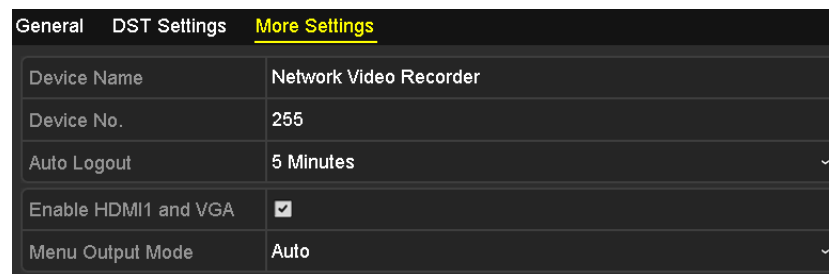 General DST Settings More Settings
Device Name Network Video Recorder
Device No. 255
Auto Logout 5 Minutes
Enable HDMI1 and VGA
Menu Output Mode Auto